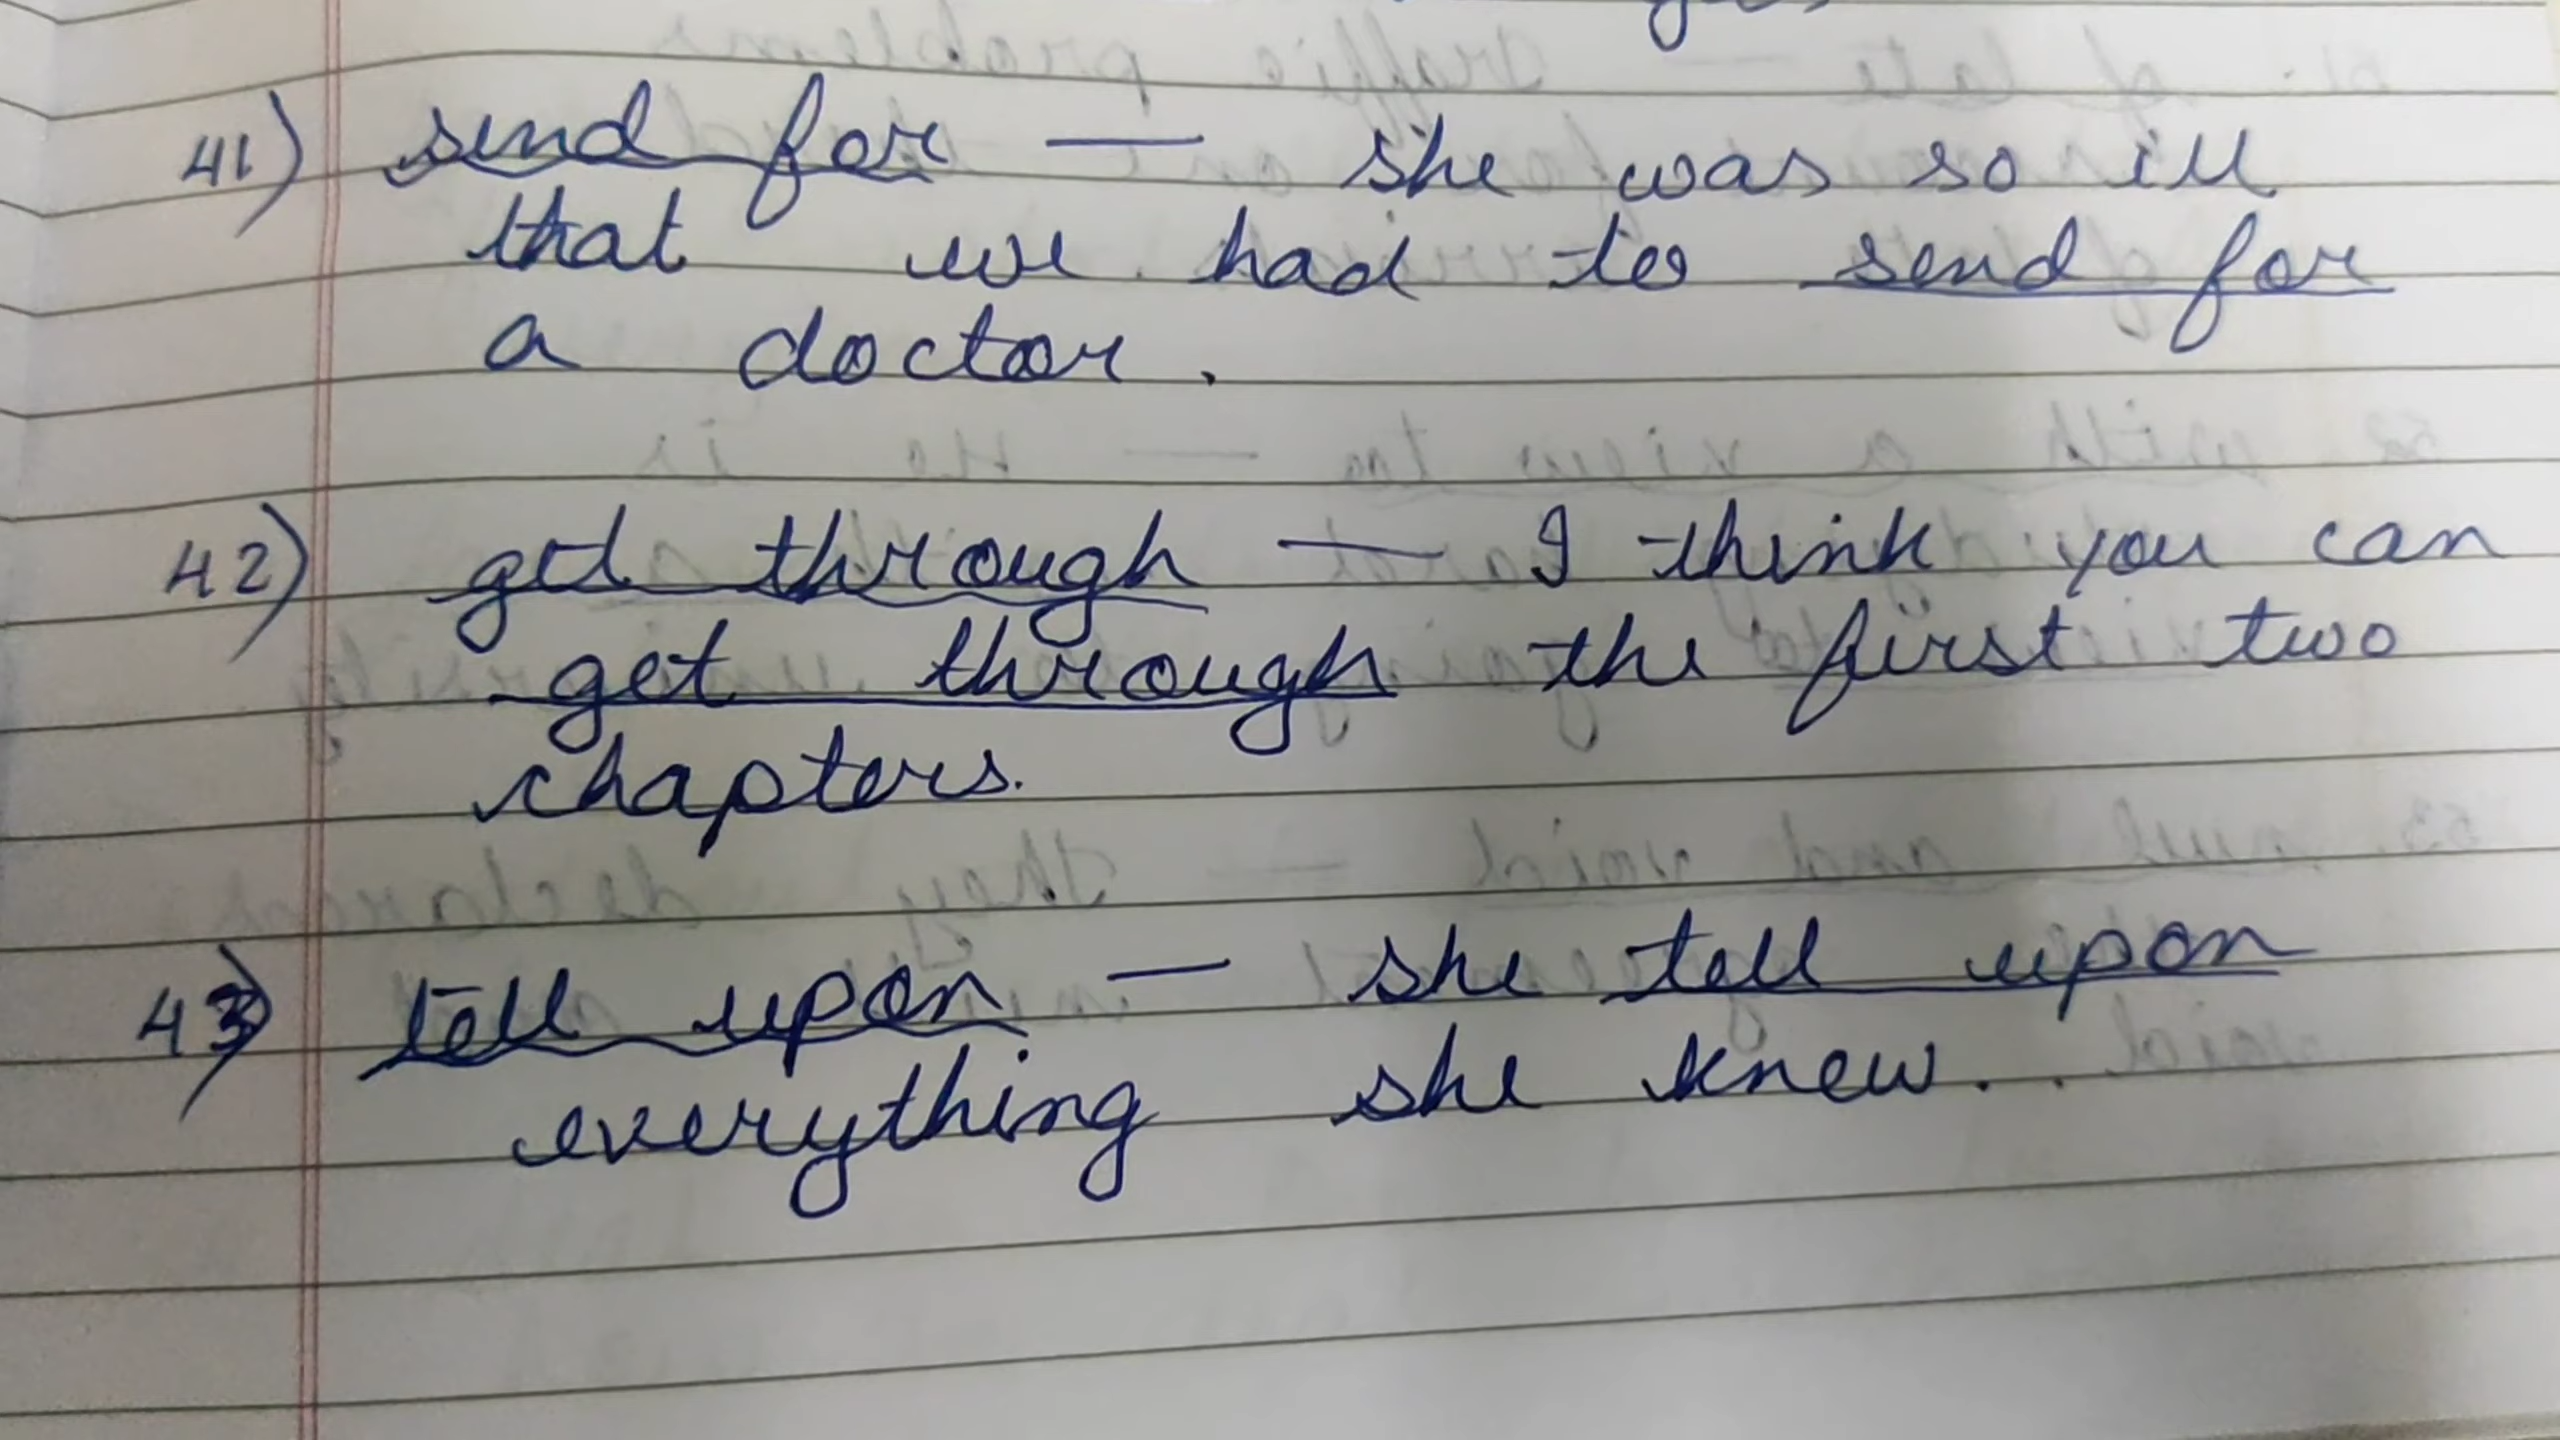 41) send for — she was so ill
that we had to send for
a doctor.
42) get through — I think you can
get through the first two
chapters.
43) tell upon — she tell upon
everything she knew.